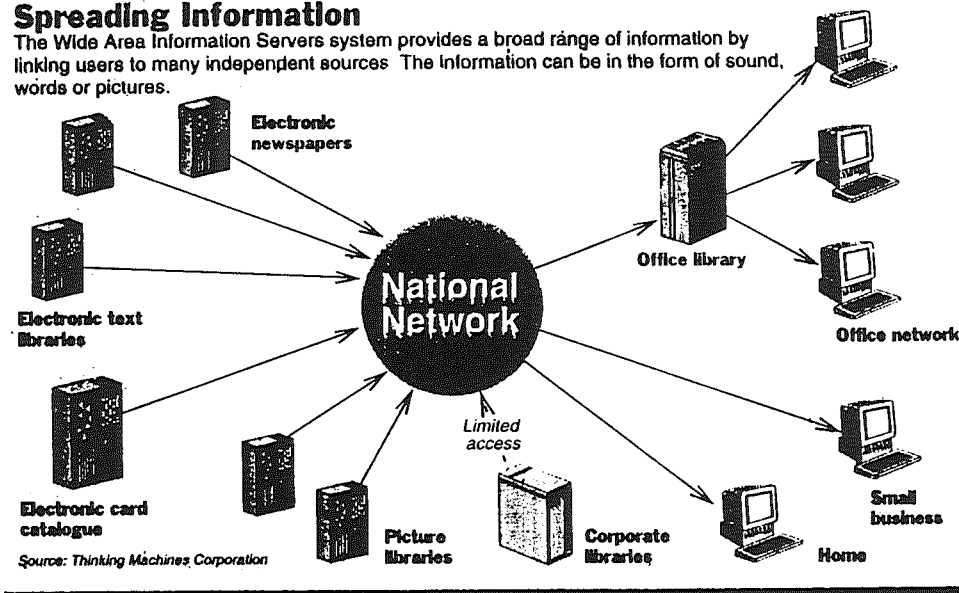 Spreading Information
The Wide Area Information Servers system provides a broad range of information by
linking users to many independent sources The information can be in the form of sound,
words or pictures.
Electronic
newspapers
Office library
National
Network
Electronic text
libraries
Office network
Limited
access
Electronic card
catalogue
Picture
libraries
Corporate
libraries
Small
business
Home
Source: Thinking Machines Corporation